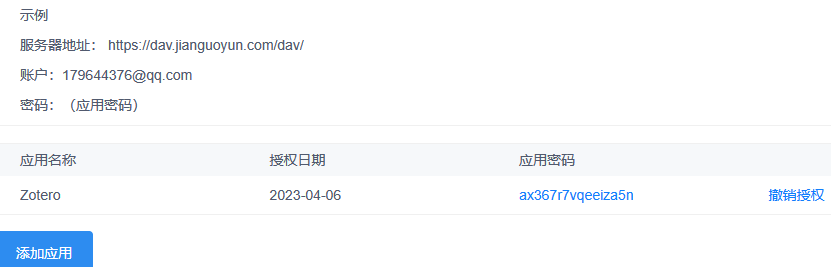 示例
服务器地址： https://dav.jianguoyun.com/dav/
账户：179644376@qq.com
密码：（应用密码）
应用名称 授权日期 应用密码
Zotero 2023-04-06 ax367r7vqeeiza5n 撤销授权
添加应用